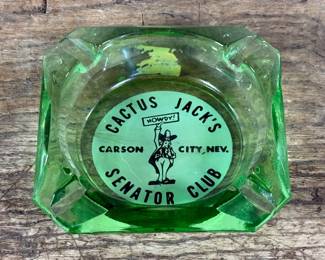 CACTUS JACK'S
HOWDY!
CARSON CITY, NEV.
SENATOR CLUB